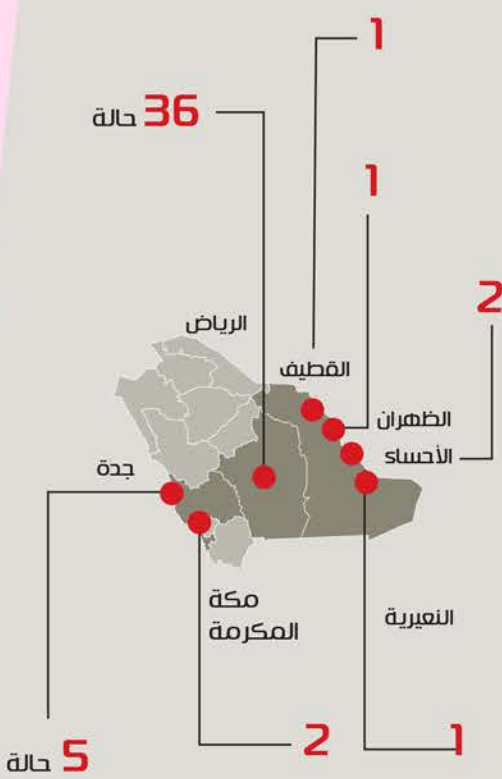 1
36 حالة
1
2
الرياض
القطيف
الظهران
الأحساء
جدة
مكة
المكرمة
النعيرية
1
2
5 حالة